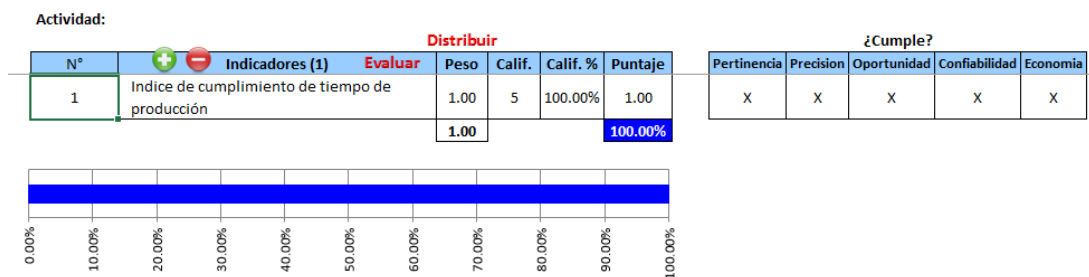 Actividad:
Distribuir ¿Cumple?
N° Indicadores (1) Evaluar Peso Calif. Calif. % Puntaje Pertinencia Precision Oportunidad Confiabilidad Economia
1 Indice de cumplimiento de tiempo de producción 1.00 5 100.00% 1.00 X X X X X
1.00 100.00%
0.00% 10.00% 20.00% 30.00% 40.00% 50.00% 60.00% 70.00% 80.00% 90.00% 100.00%